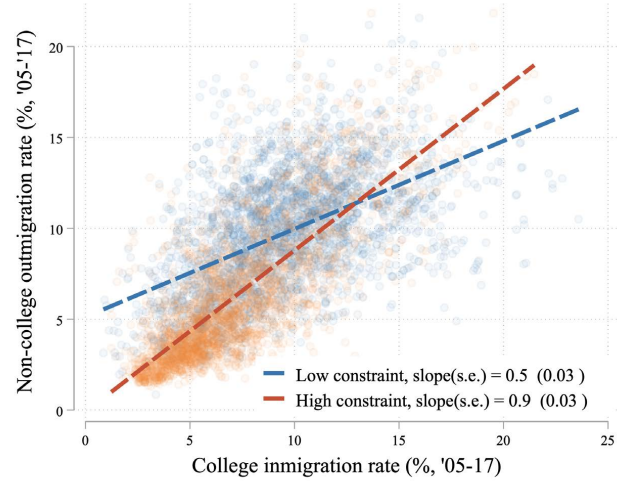 Non-college outmigration rate (%, '05-'17)
20
15
10
5
0
Low constraint, slope(s.e.) = 0.5 (0.03 )
High constraint, slope(s.e.) = 0.9 (0.03 )
0 5 10 15 20 25
College inmigration rate (%, '05-17)